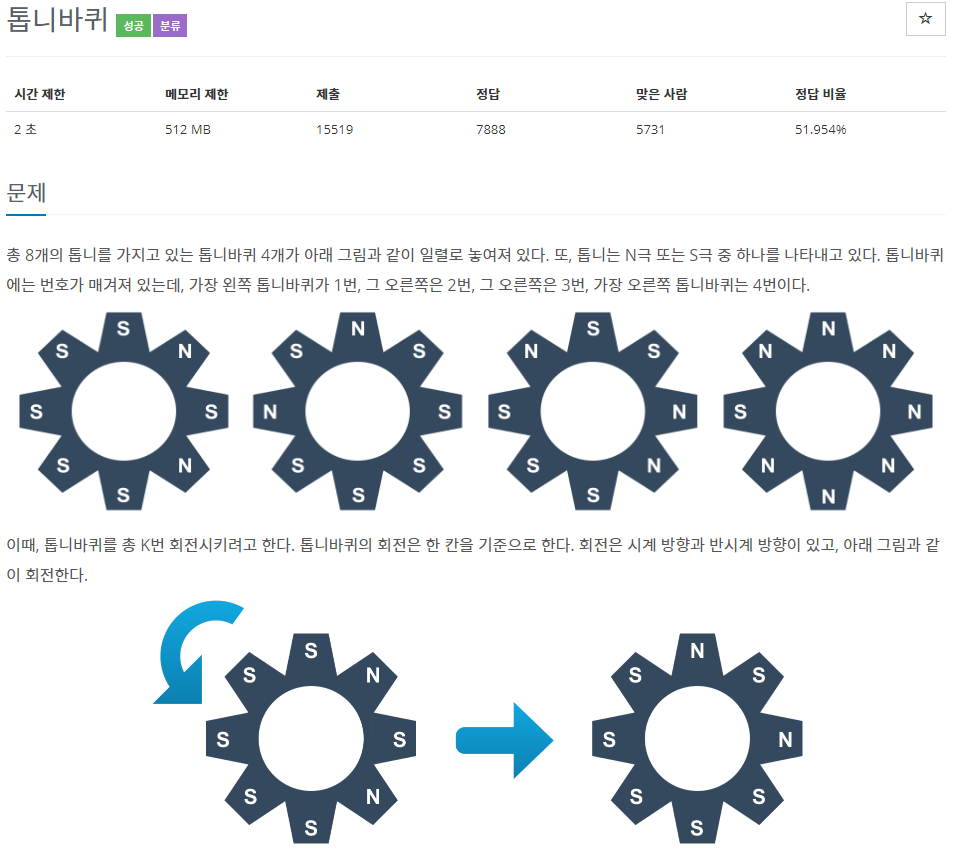 톱니바퀴 성공 분류 ☆
시간 제한 메모리 제한 제출 정답 맞은 사람 정답 비율
2 초 512 MB 15519 7888 5731 51.954%
문제
총 8개의 톱니를 가지고 있는 톱니바퀴 4개가 아래 그림과 같이 일렬로 놓여져 있다. 또, 톱니는 N극 또는 S극 중 하나를 나타내고 있다. 톱니바퀴
에는 번호가 매겨져 있는데, 가장 왼쪽 톱니바퀴가 1번, 그 오른쪽은 2번, 그 오른쪽은 3번, 가장 오른쪽 톱니바퀴는 4번이다.
S N S N
S N S S N S N N
S S N S S N S N
S N S S S N N N
S S S N
이때, 톱니바퀴를 총 K번 회전시키려고 한다. 톱니바퀴의 회전은 한 칸을 기준으로 한다. 회전은 시계 방향과 반시계 방향이 있고, 아래 그림과 같
이 회전한다.
S N
S N S S
S S S N
S N S S
S S